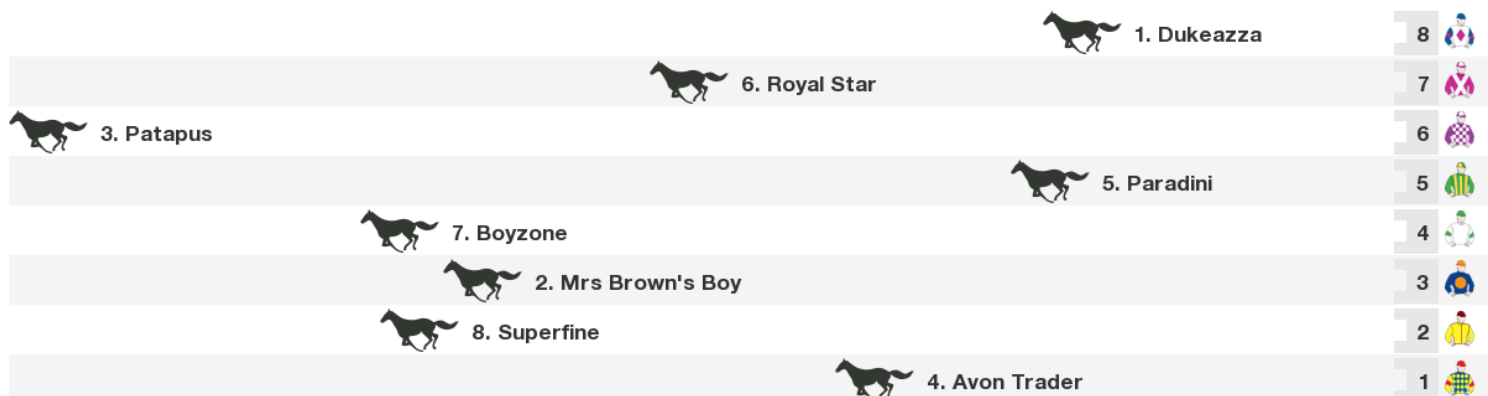 1. Dukeazza 8
6. Royal Star 7
3. Patapus 6
5. Paradini 5
7. Boyzone 4
2. Mrs Brown's Boy 3
8. Superfine 2
4. Avon Trader 1